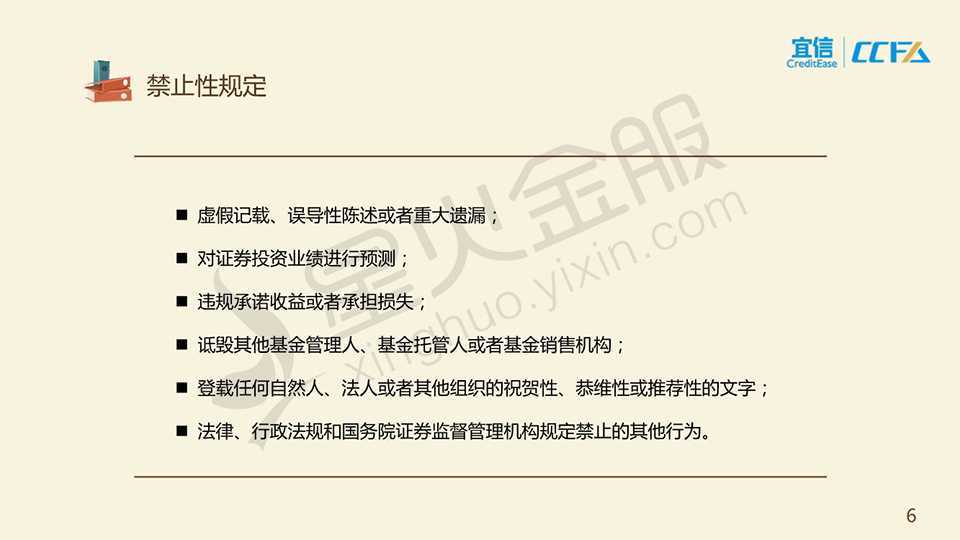 宜信
CreditEase
CCFA
禁止性规定
■ 虚假记载、误导性陈述或者重大遗漏；
■ 对证券投资业绩进行预测；
■ 违规承诺收益或者承担损失；
■ 诋毁其他基金管理人、基金托管人或者基金销售机构；
■ 登载任何自然人、法人或者其他组织的祝贺性、恭维性或推荐性的文字；
■ 法律、行政法规和国务院证券监督管理机构规定禁止的其他行为。
星火金服
xinghuo.yixin.com
6